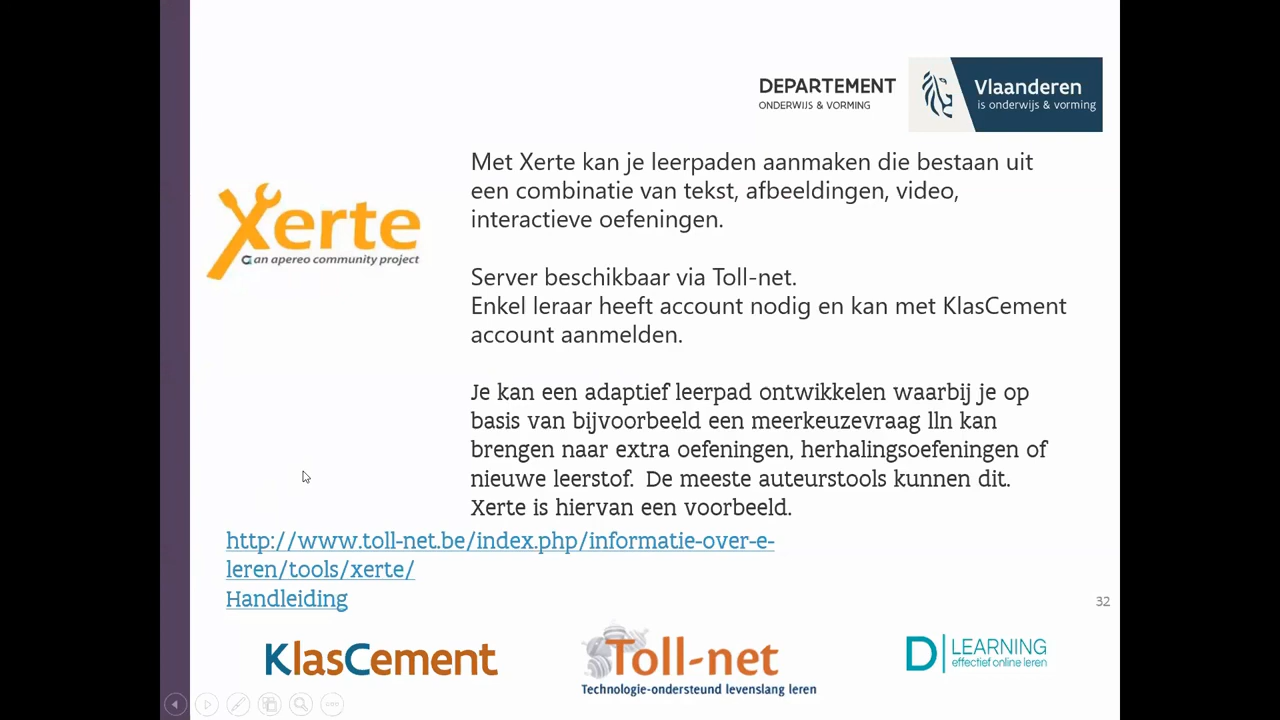 DEPARTEMENT
ONDERWIJS & VORMING
Vlaanderen
is onderwijs & vorming
Xerte
an apereo community project
Met Xerte kan je leerpaden aanmaken die bestaan uit
een combinatie van tekst, afbeeldingen, video,
interactieve oefeningen.
Server beschikbaar via Toll-net.
Enkel leraar heeft account nodig en kan met KlasCement
account aanmelden.
Je kan een adaptief leerpad ontwikkelen waarbij je op
basis van bijvoorbeeld een meerkeuzevraag lln kan
brengen naar extra oefeningen, herhalingsoefeningen of
nieuwe leerstof. De meeste auteurstools kunnen dit.
Xerte is hiervan een voorbeeld.
http://www.toll-net.be/index.php/informatie-over-e-
leren/tools/xerte/
Handleiding
32
KlasCement
Toll-net
Technologie-ondersteund levenslang leren
D LEARNING
effectief online leren